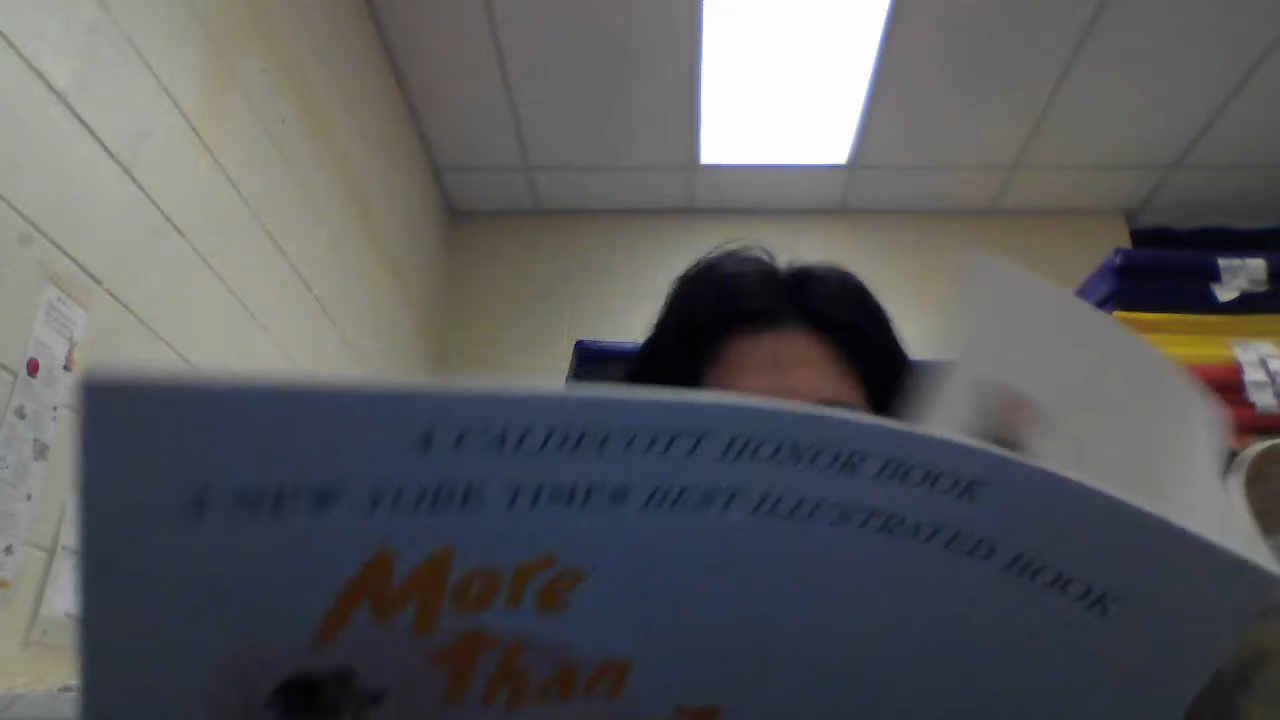 A CALDECOTT HONOR BOOK
A NEW YORK TIMES BEST ILLUSTRATED BOOK
More
Than